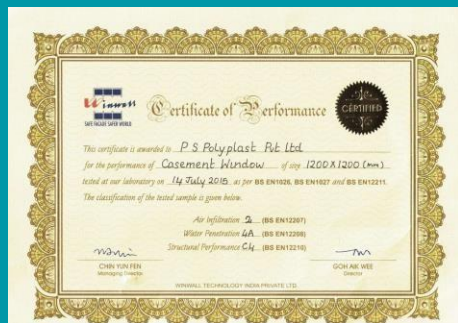 Winwall
SAFE FACADE SAFER WORLD
Certificate of Performance
CERTIFIED
This certificate is awarded to P S Polyplast Pvt Ltd
for the performance of Casement Window of size 1200X1200 (mm)
tested at our laboratory on 14 July 2015 as per BS EN1026, BS EN1027 and BS EN12211.
The classification of the tested sample is given below.
Air Infiltration 2 (BS EN12207)
Water Penetration 4A (BS EN12208)
Structural Performance C4 (BS EN12210)
CHIN YUN FEN
Managing Director
GOH AIK WEE
Director
WINWALL TECHNOLOGY INDIA PRIVATE LTD.